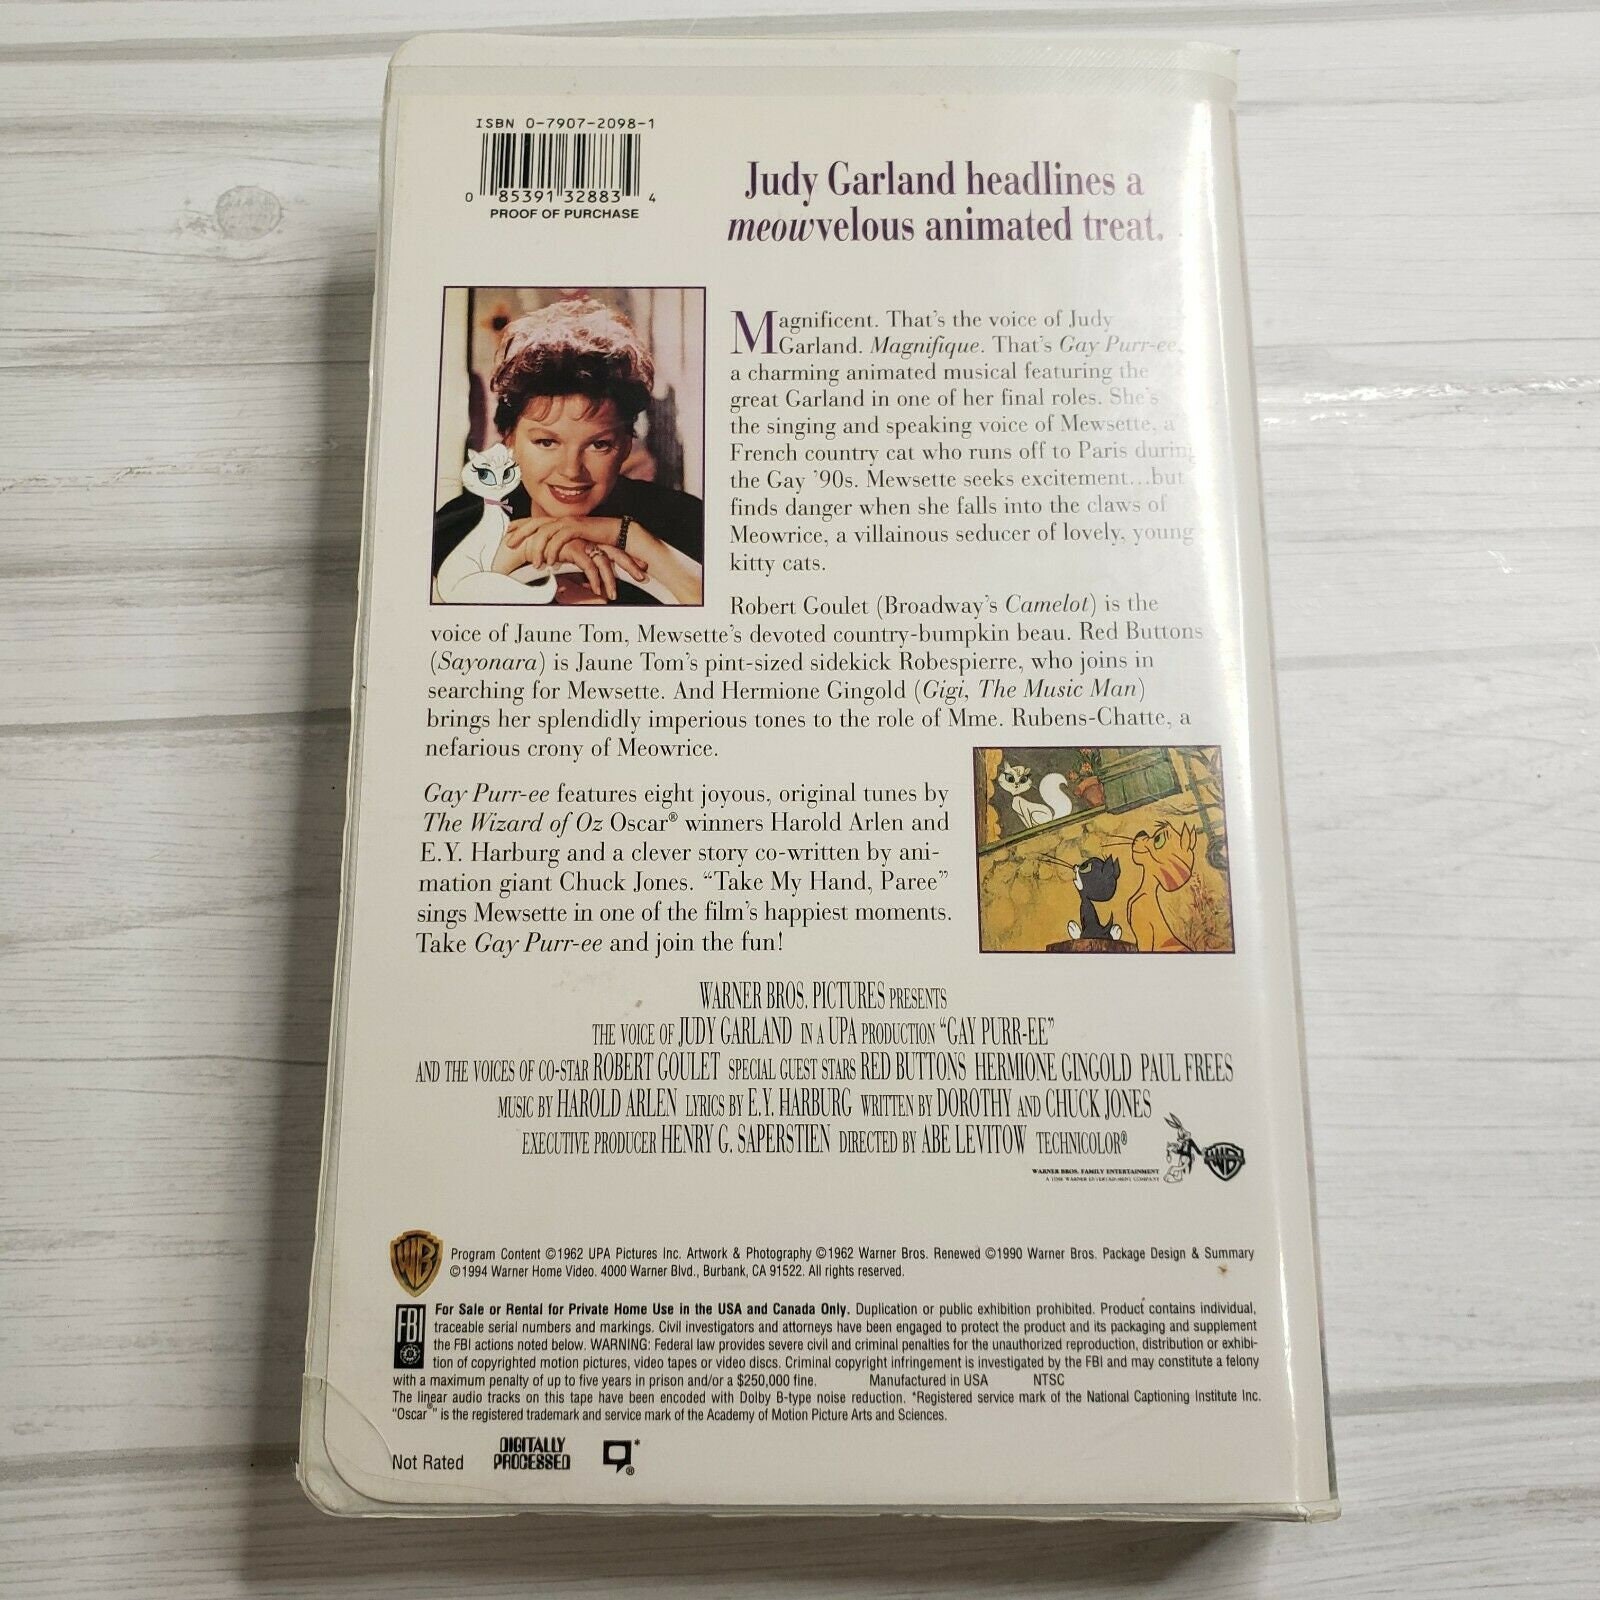 ISBN 0-7907-2098-1
0 85391 32883 4
PROOF OF PURCHASE
Judy Garland headlines a
meowvelous animated treat.
Magnificent. That's the voice of Judy
Garland. Magnifique. That's Gay Purr-ee,
a charming animated musical featuring the
great Garland in one of her final roles. She's
the singing and speaking voice of Mewsette, a
French country cat who runs off to Paris during
the Gay '90s. Mewsette seeks excitement...but
finds danger when she falls into the claws of
Meowrice, a villainous seducer of lovely, young
kitty cats.
Robert Goulet (Broadway's Camelot) is the
voice of Jaune Tom, Mewsette's devoted country-bumpkin beau. Red Buttons
(Sayonara) is Jaune Tom's pint-sized sidekick Robespierre, who joins in
searching for Mewsette. And Hermione Gingold (Gigi, The Music Man)
brings her splendidly imperious tones to the role of Mme. Rubens-Chatte, a
nefarious crony of Meowrice.
Gay Purr-ee features eight joyous, original tunes by
The Wizard of Oz Oscar® winners Harold Arlen and
E.Y. Harburg and a clever story co-written by ani-
mation giant Chuck Jones. "Take My Hand, Paree"
sings Mewsette in one of the film's happiest moments.
Take Gay Purr-ee and join the fun!
WARNER BROS. PICTURES PRESENTS
THE VOICE OF JUDY GARLAND IN A UPA PRODUCTION "GAY PURR-EE"
AND THE VOICES OF CO-STAR ROBERT GOULET SPECIAL GUEST STARS RED BUTTONS HERMIONE GINGOLD PAUL FREES
MUSIC BY HAROLD ARLEN LYRICS BY E.Y. HARBURG WRITTEN BY DOROTHY AND CHUCK JONES
EXECUTIVE PRODUCER HENRY G. SAPERSTIEN DIRECTED BY ABE LEVITOW TECHNICOLOR®
WARNER BROS. FAMILY ENTERTAINMENT
A TIME WARNER ENTERTAINMENT COMPANY
WB
WB
Program Content ©1962 UPA Pictures Inc. Artwork & Photography ©1962 Warner Bros. Renewed ©1990 Warner Bros. Package Design & Summary
©1994 Warner Home Video. 4000 Warner Blvd., Burbank, CA 91522. All rights reserved.
FBI
For Sale or Rental for Private Home Use in the USA and Canada Only. Duplication or public exhibition prohibited. Product contains individual,
traceable serial numbers and markings. Civil investigators and attorneys have been engaged to protect the product and its packaging and supplement
the FBI actions noted below. WARNING: Federal law provides severe civil and criminal penalties for the unauthorized reproduction, distribution or exhibi-
tion of copyrighted motion pictures, video tapes or video discs. Criminal copyright infringement is investigated by the FBI and may constitute a felony
with a maximum penalty of up to five years in prison and/or a $250,000 fine. Manufactured in USA NTSC
The linear audio tracks on this tape have been encoded with Dolby B-type noise reduction. *Registered service mark of the National Captioning Institute Inc.
"Oscar®" is the registered trademark and service mark of the Academy of Motion Picture Arts and Sciences.
Not Rated DIGITALLY PROCESSED *®